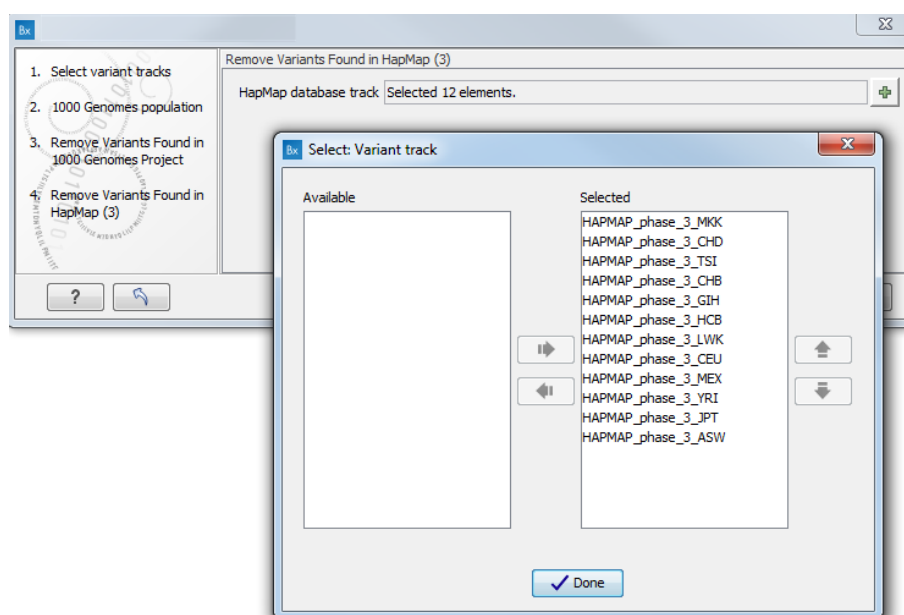 Bx
1. Select variant tracks
2. 1000 Genomes population
3. Remove Variants Found in
1000 Genomes Project
4. Remove Variants Found in
HapMap (3)
Remove Variants Found in HapMap (3)
HapMap database track Selected 12 elements.
?
Bx Select: Variant track
Available
Selected
HAPMAP_phase_3_MKK
HAPMAP_phase_3_CHD
HAPMAP_phase_3_TSI
HAPMAP_phase_3_CHB
HAPMAP_phase_3_GIH
HAPMAP_phase_3_HCB
HAPMAP_phase_3_LWK
HAPMAP_phase_3_CEU
HAPMAP_phase_3_MEX
HAPMAP_phase_3_YRI
HAPMAP_phase_3_JPT
HAPMAP_phase_3_ASW
Done